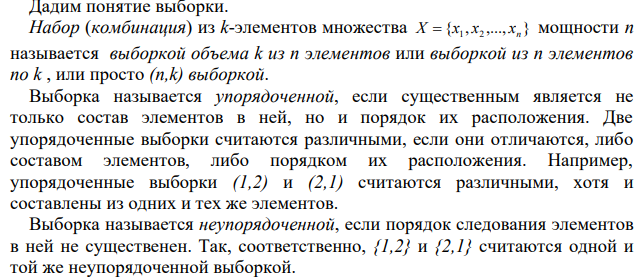 Дадим понятие выборки.
Набор (комбинация) из k-элементов множества X = {x₁, x₂,..., xₙ} мощности n
называется выборкой объема k из n элементов или выборкой из n элементов
по k , или просто (n,k) выборкой.
Выборка называется упорядоченной, если существенным является не
только состав элементов в ней, но и порядок их расположения. Две
упорядоченные выборки считаются различными, если они отличаются, либо
составом элементов, либо порядком их расположения. Например,
упорядоченные выборки (1,2) и (2,1) считаются различными, хотя и
составлены из одних и тех же элементов.
Выборка называется неупорядоченной, если порядок следования элементов
в ней не существенен. Так, соответственно, {1,2} и {2,1} считаются одной и
той же неупорядоченной выборкой.